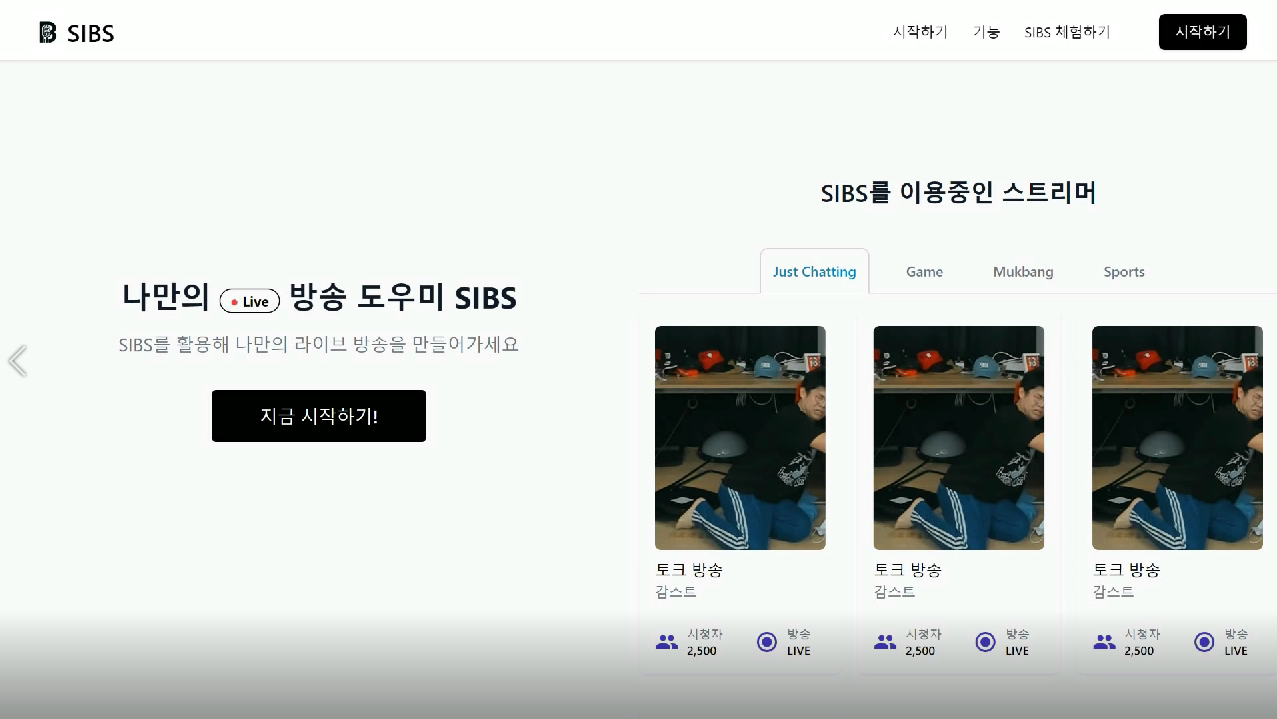 SIBS
시작하기 기능 SIBS 체험하기 시작하기
나만의 Live 방송 도우미 SIBS
SIBS를 활용해 나만의 라이브 방송을 만들어가세요
지금 시작하기!
SIBS를 이용중인 스트리머
Just Chatting Game Mukbang Sports
토크 방송
감스트
시청자
2,500
방송
LIVE
토크 방송
감스트
시청자
2,500
방송
LIVE
토크 방송
감스트
시청자
2,500
방송
LIVE